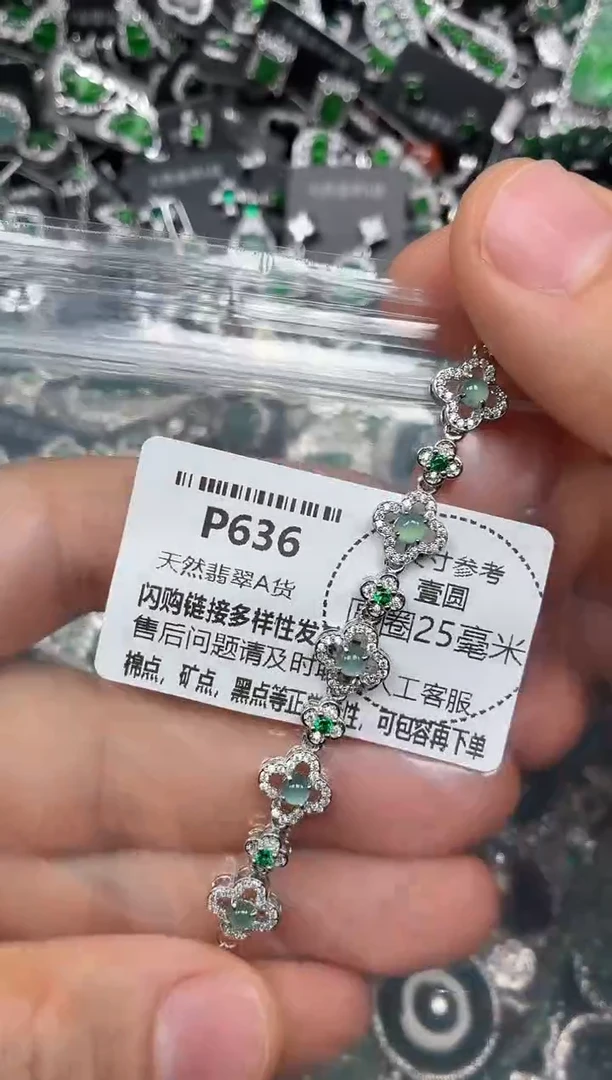 P636
天然翡翠A货
闪购链接多样性发
售后问题请及时
人工客服
棉点，矿点，黑点等正
性，可包容再下单
寸参考
壹圆
圈25毫米